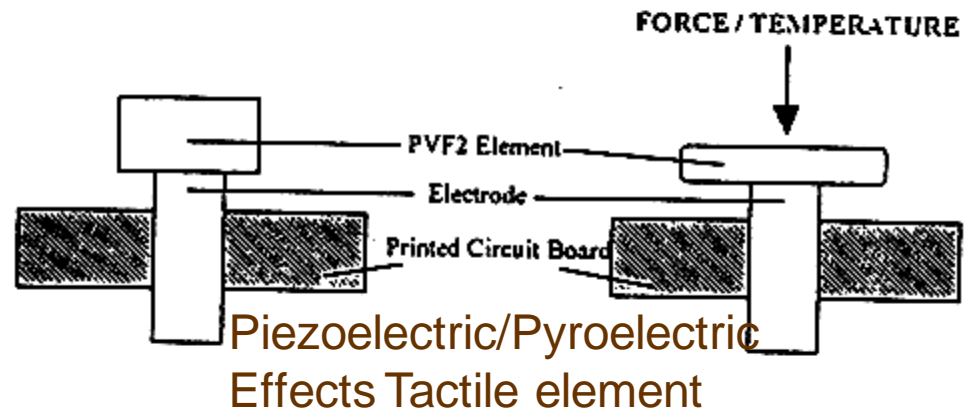 FORCE / TEMPERATURE
PVF2 Element
Electrode
Printed Circuit Board
Piezoelectric/Pyroelectric
Effects Tactile element